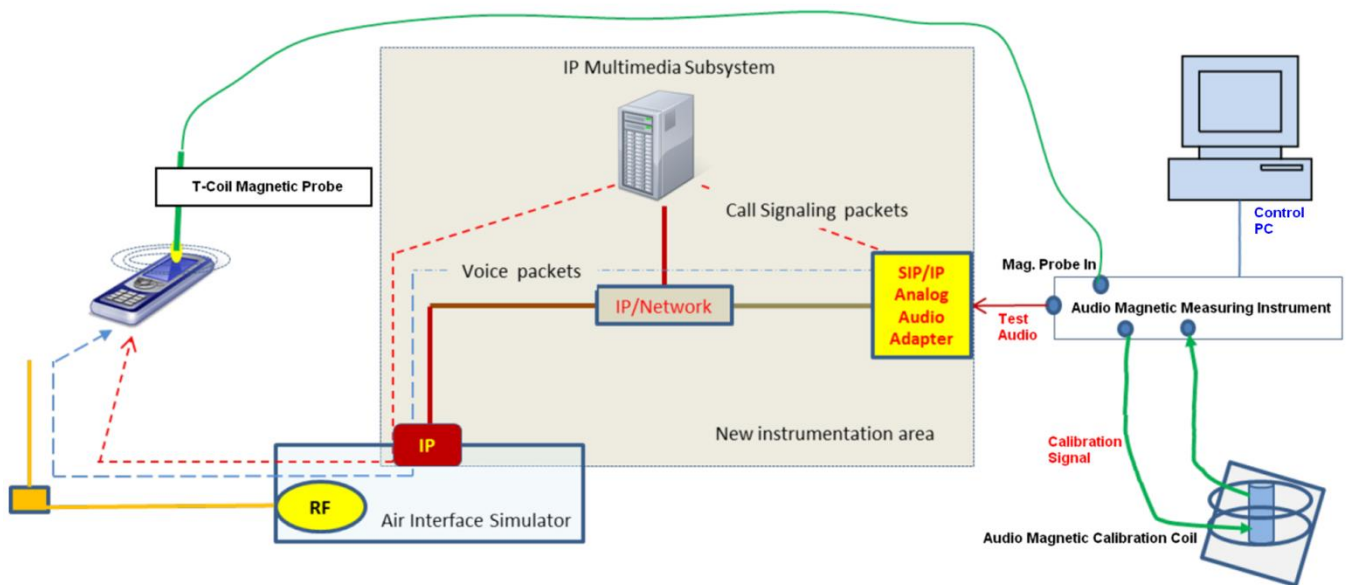 IP Multimedia Subsystem
T-Coil Magnetic Probe
Call Signaling packets
Control
PC
Voice packets
SIP/IP
Analog
Audio
Adapter
Mag. Probe In
IP/Network
Test
Audio
Audio Magnetic Measuring Instrument
New instrumentation area
IP
Calibration
Signal
RF
Air Interface Simulator
Audio Magnetic Calibration Coil